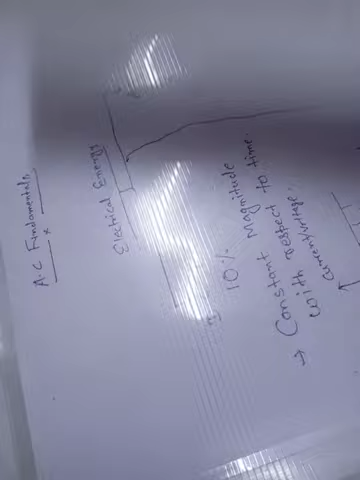 A.C Fundamentals
x
Electrical Energy
10%
→ Constant magnitude
with respect to time.
current/voltage.